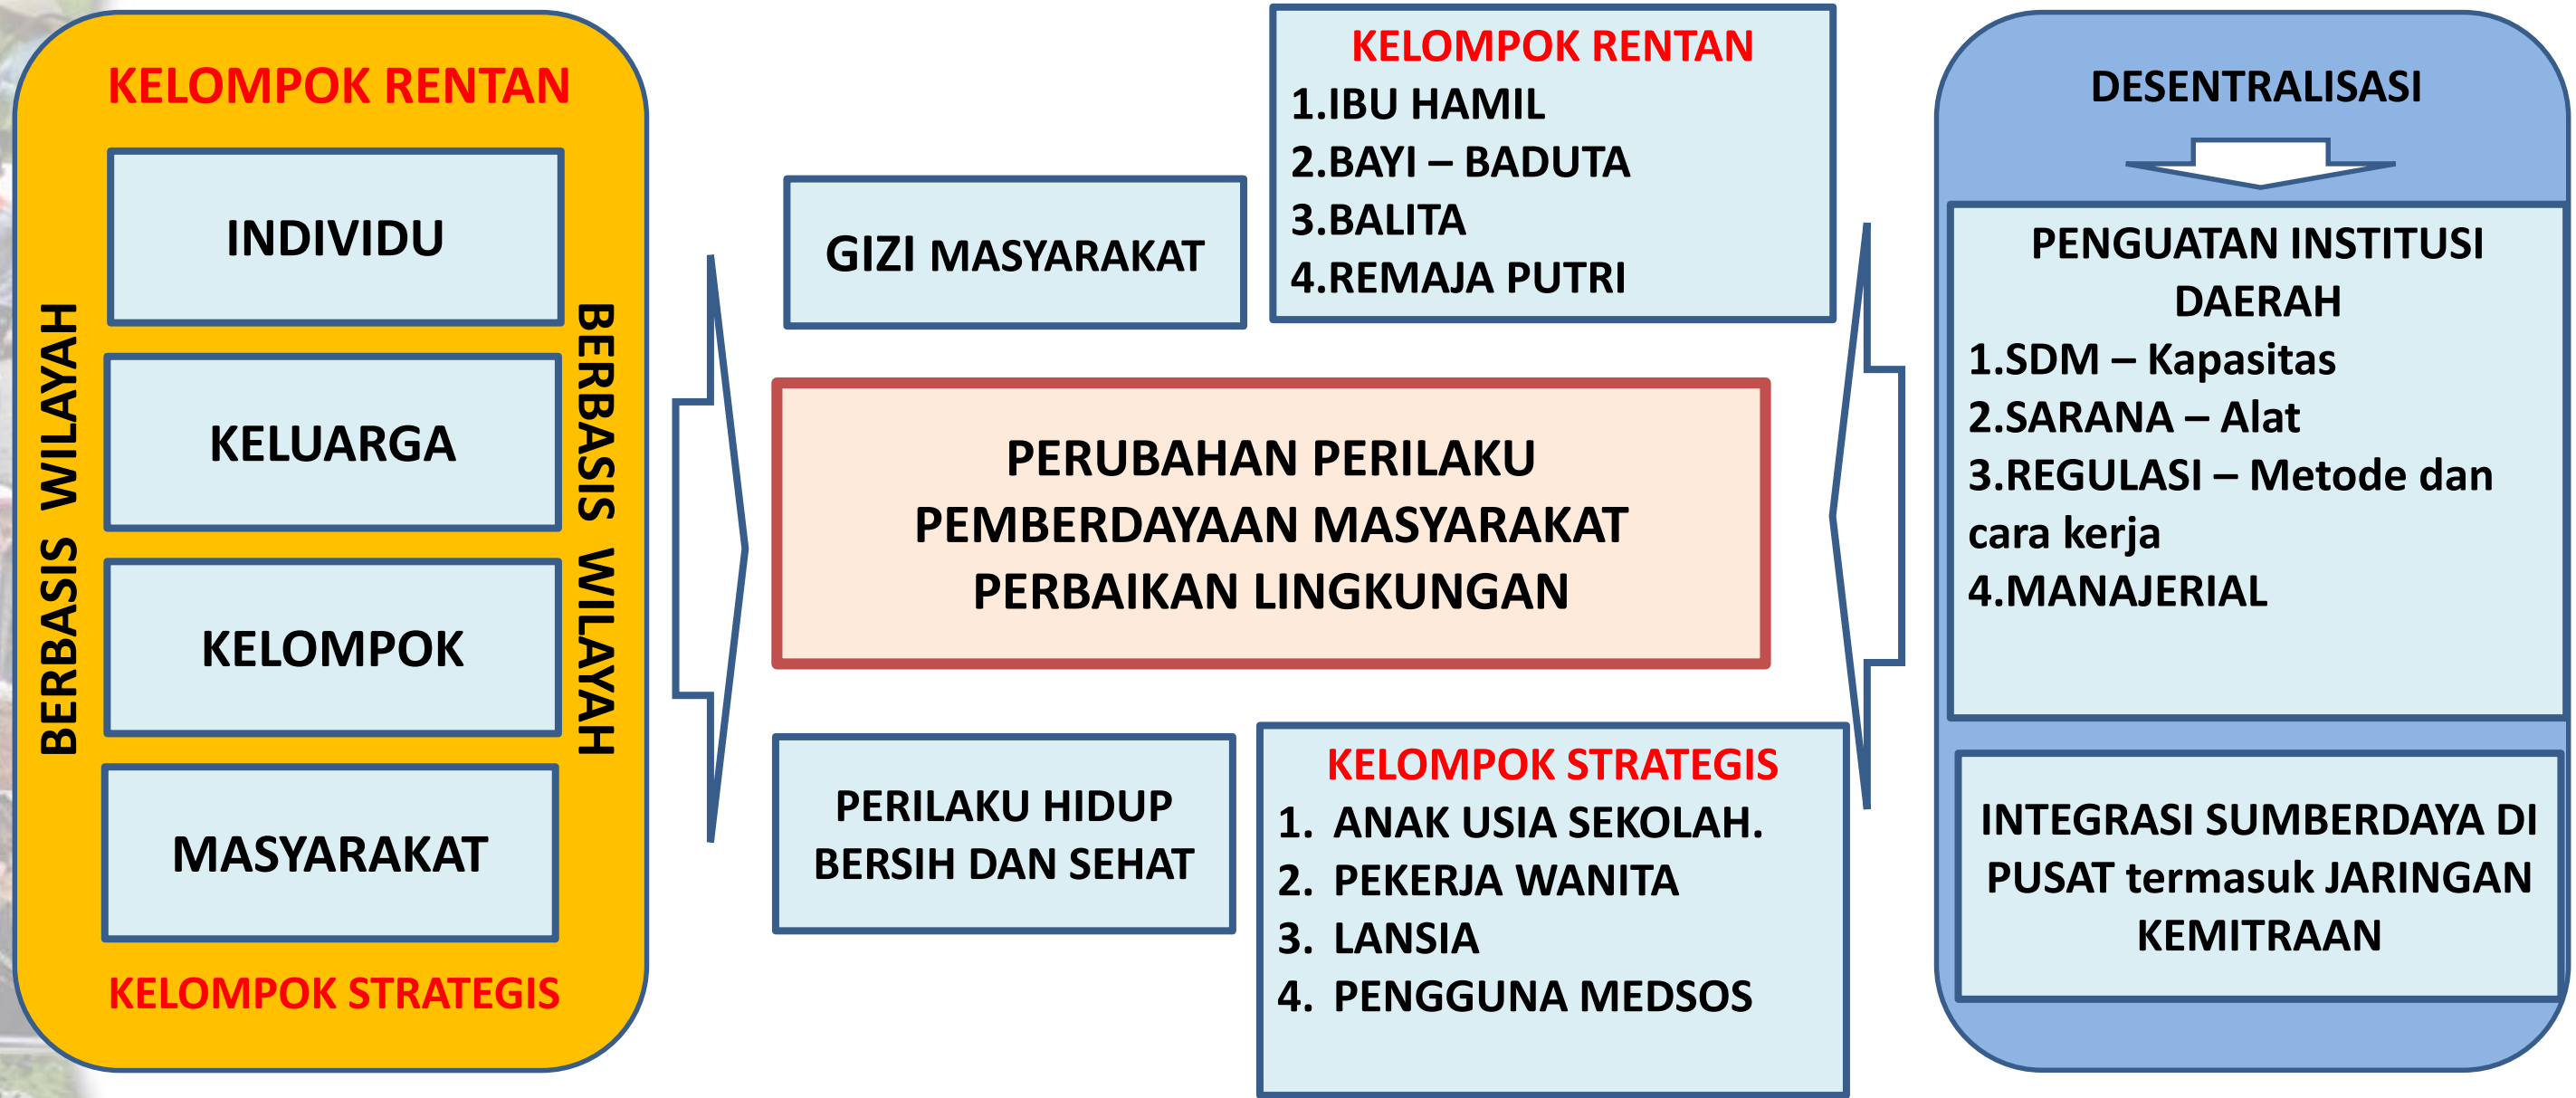 KELOMPOK RENTAN
BERBASIS WILAYAH
INDIVIDU
KELUARGA
KELOMPOK
MASYARAKAT
BERBASIS WILAYAH
KELOMPOK STRATEGIS
GIZI MASYARAKAT
KELOMPOK RENTAN
1.IBU HAMIL
2.BAYI – BADUTA
3.BALITA
4.REMAJA PUTRI
PERUBAHAN PERILAKU
PEMBERDAYAAN MASYARAKAT
PERBAIKAN LINGKUNGAN
PERILAKU HIDUP
BERSIH DAN SEHAT
KELOMPOK STRATEGIS
1. ANAK USIA SEKOLAH.
2. PEKERJA WANITA
3. LANSIA
4. PENGGUNA MEDSOS
DESENTRALISASI
PENGUATAN INSTITUSI
DAERAH
1.SDM – Kapasitas
2.SARANA – Alat
3.REGULASI – Metode dan
cara kerja
4.MANAJERIAL
INTEGRASI SUMBERDAYA DI
PUSAT termasuk JARINGAN
KEMITRAAN